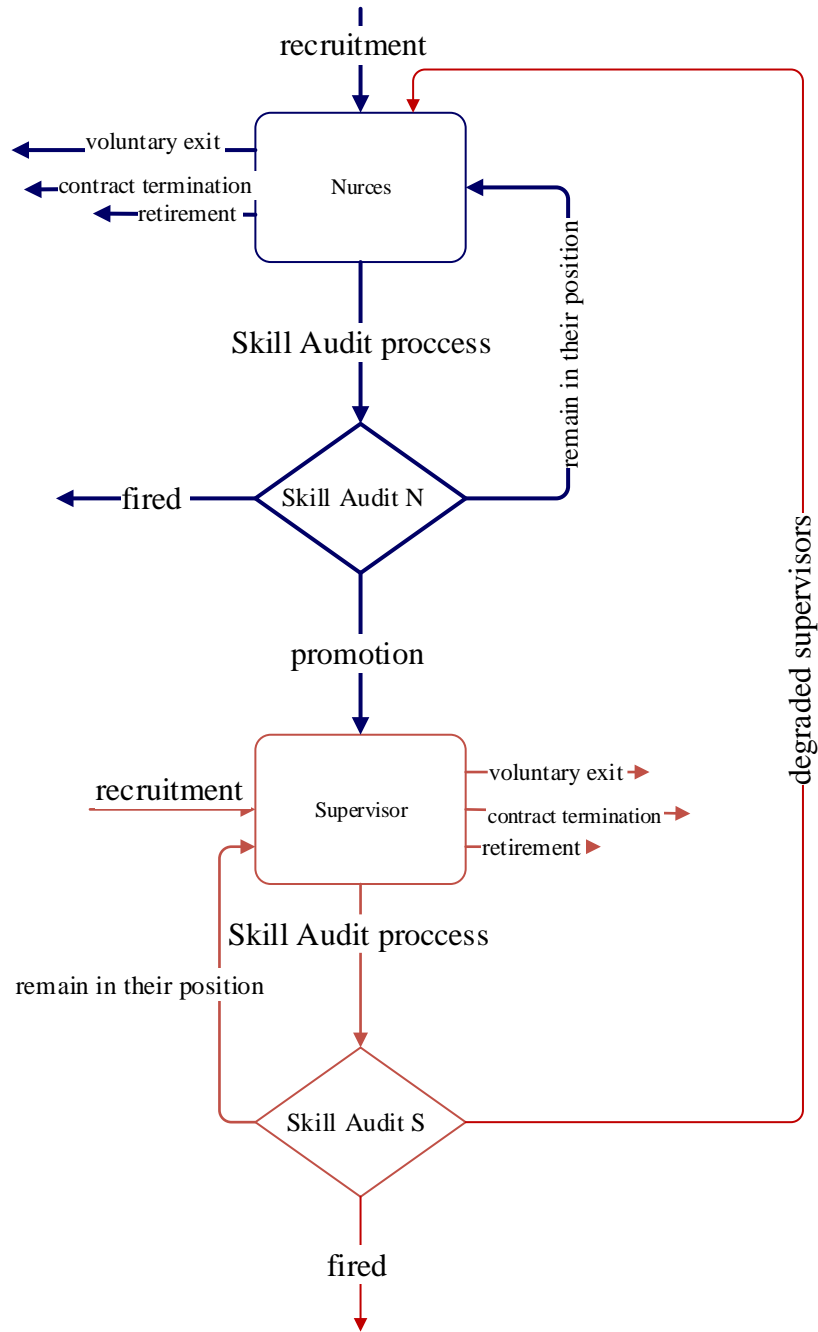 recruitment
voluntary exit
contract termination
retirement
Nurces
remain in their position
Skill Audit proccess
fired
Skill Audit N
promotion
degraded supervisors
recruitment
Supervisor
voluntary exit
contract termination
retirement
Skill Audit proccess
remain in their position
Skill Audit S
fired